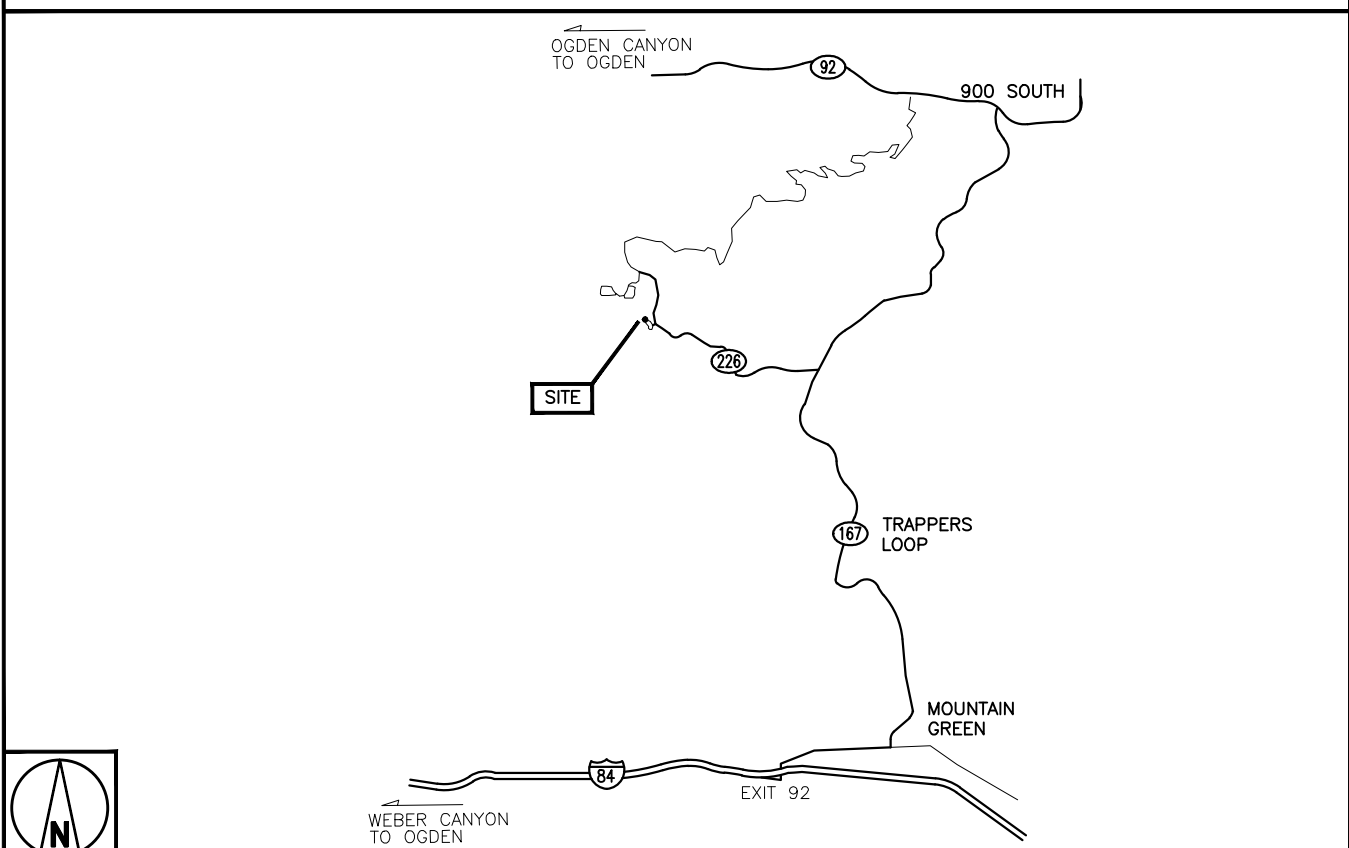 OGDEN CANYON
TO OGDEN
92
900 SOUTH
226
SITE
167
TRAPPERS
LOOP
MOUNTAIN
GREEN
84
EXIT 92
WEBER CANYON
TO OGDEN
N